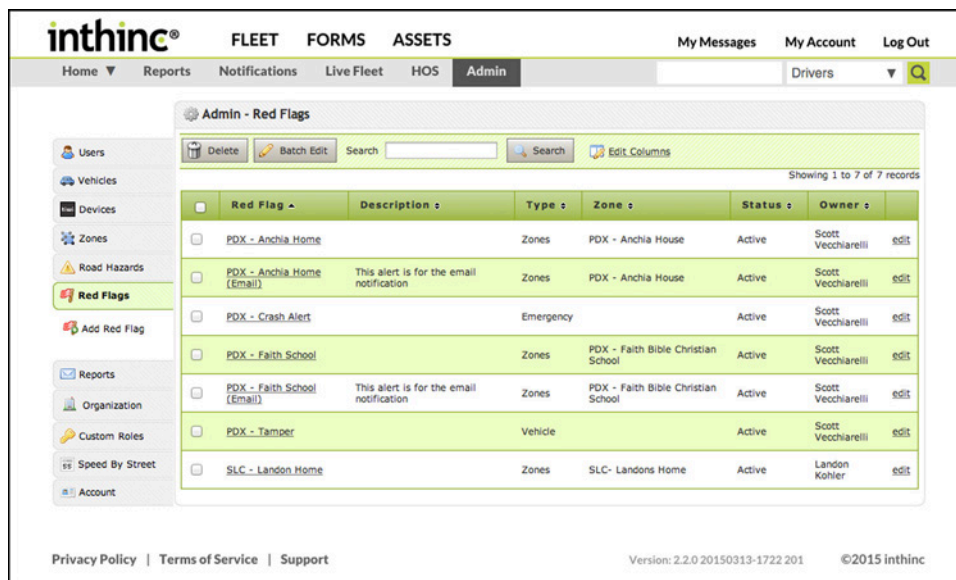 inthinc®
FLEET FORMS ASSETS
My Messages My Account Log Out
Home ▼ Reports Notifications Live Fleet HOS Admin
Drivers ▼
Admin - Red Flags
Delete Batch Edit Search Search Edit Columns
Showing 1 to 7 of 7 records
Users
Vehicles
Devices
Zones
Road Hazards
Red Flags
Add Red Flag
Reports
Organization
Custom Roles
Speed By Street
Account
Red Flag Description Type Zone Status Owner
PDX - Anchia Home Zones PDX - Anchia House Active Scott
Vecchiarelli edit
PDX - Anchia Home
(Email) This alert is for the email
notification Zones PDX - Anchia House Active Scott
Vecchiarelli edit
PDX - Crash Alert Emergency Active Scott
Vecchiarelli edit
PDX - Faith School Zones PDX - Faith Bible Christian
School Active Scott
Vecchiarelli edit
PDX - Faith School
(Email) This alert is for the email
notification Zones PDX - Faith Bible Christian
School Active Scott
Vecchiarelli edit
PDX - Tamper Vehicle Active Scott
Vecchiarelli edit
SLC - Landon Home Zones SLC- Landons Home Active Landon
Kohler edit
Privacy Policy | Terms of Service | Support
Version: 2.2.0 20150313-1722 201 ©2015 inthinc